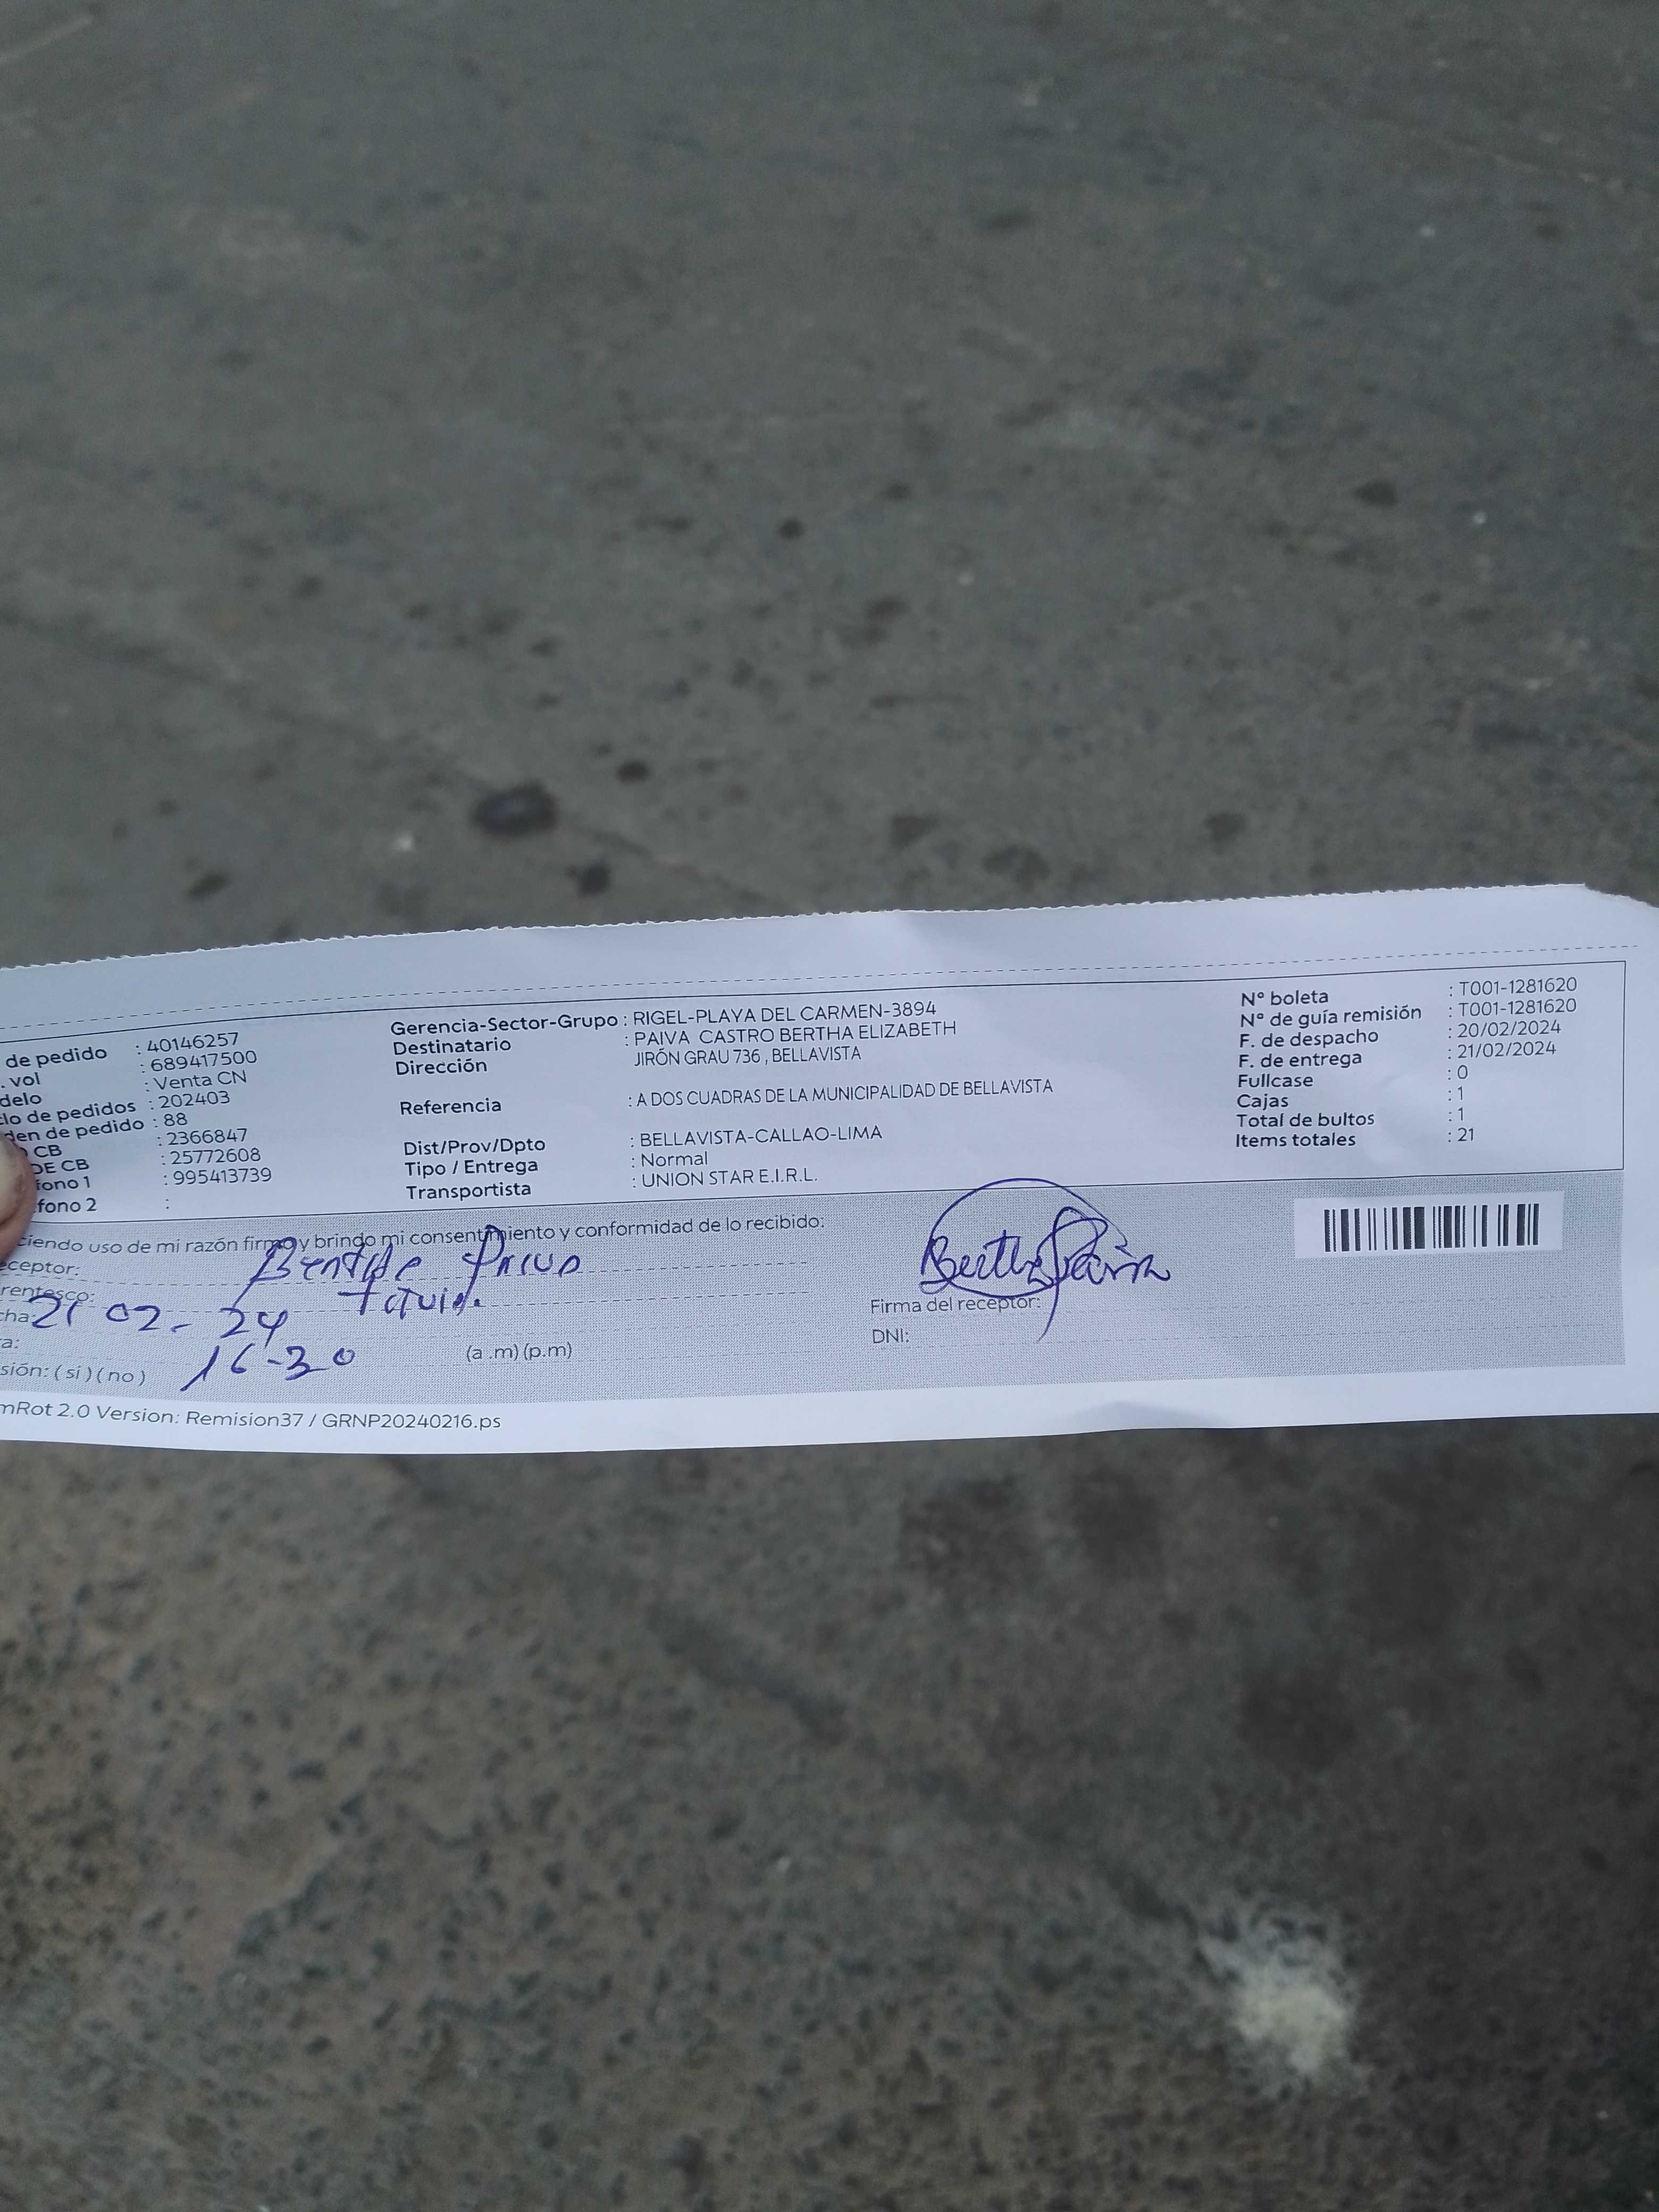 de pedido : 40146257
. vol : 689417500
delo : Venta CN
lo de pedidos : 202403
den de pedido : 88
CB : 2366847
DE CB : 25772608
fono 1 : 995413739
fono 2 :
Gerencia-Sector-Grupo : RIGEL-PLAYA DEL CARMEN-3894
Destinatario : PAIVA CASTRO BERTHA ELIZABETH
Dirección JIRÓN GRAU 736 , BELLAVISTA
Referencia : A DOS CUADRAS DE LA MUNICIPALIDAD DE BELLAVISTA
Dist/Prov/Dpto : BELLAVISTA-CALLAO-LIMA
Tipo / Entrega : Normal
Transportista : UNION STAR E.I.R.L.
N° boleta : T001-1281620
N° de guía remisión : T001-1281620
F. de despacho : 20/02/2024
F. de entrega : 21/02/2024
Fullcase : 0
Cajas : 1
Total de bultos : 1
Items totales : 21
ciendo uso de mi razón firmo y brindo mi consentimiento y conformidad de lo recibido:
ceptor:
rentesco:
cha: 21 02 - 24
a: 16-30 (a .m) (p.m)
sión: ( si ) ( no )
Bertha Paiva
Firma del receptor:
DNI:
mRot 2.0 Version: Remision37 / GRNP20240216.ps